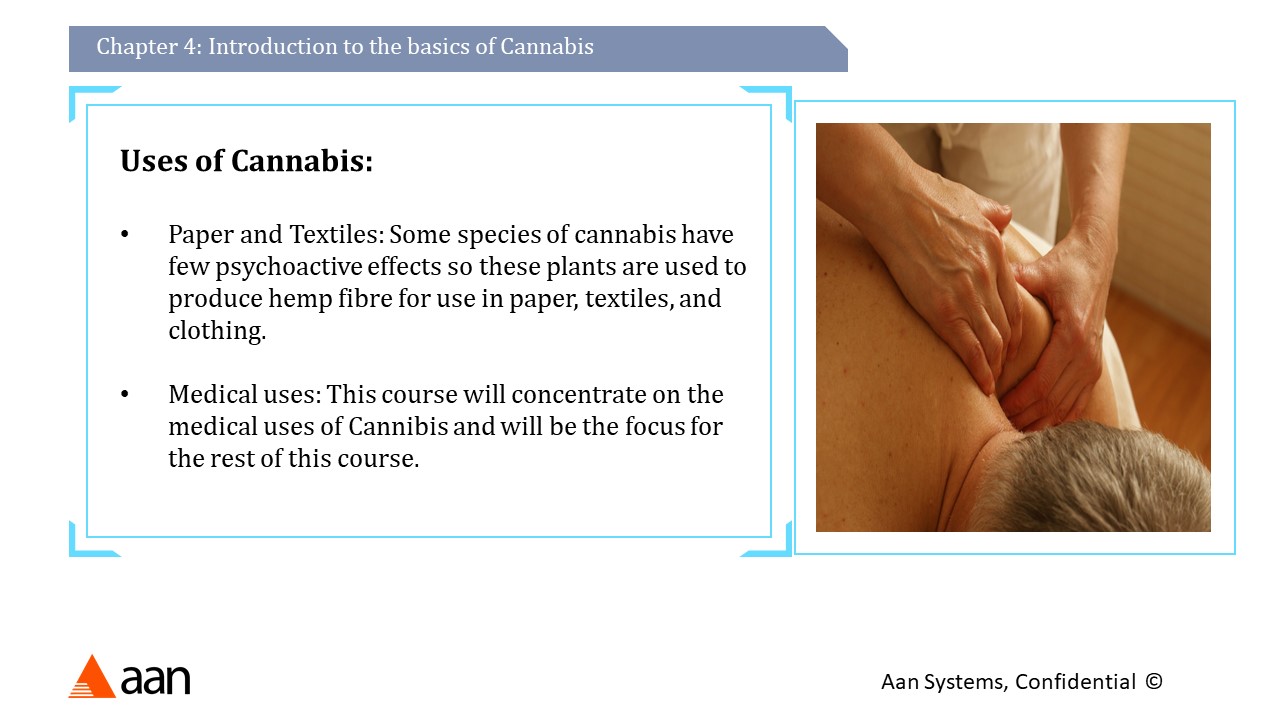 Chapter 4: Introduction to the basics of Cannabis
Uses of Cannabis:
• Paper and Textiles: Some species of cannabis have
few psychoactive effects so these plants are used to
produce hemp fibre for use in paper, textiles, and
clothing.
• Medical uses: This course will concentrate on the
medical uses of Cannibis and will be the focus for
the rest of this course.
aan
Aan Systems, Confidential ©